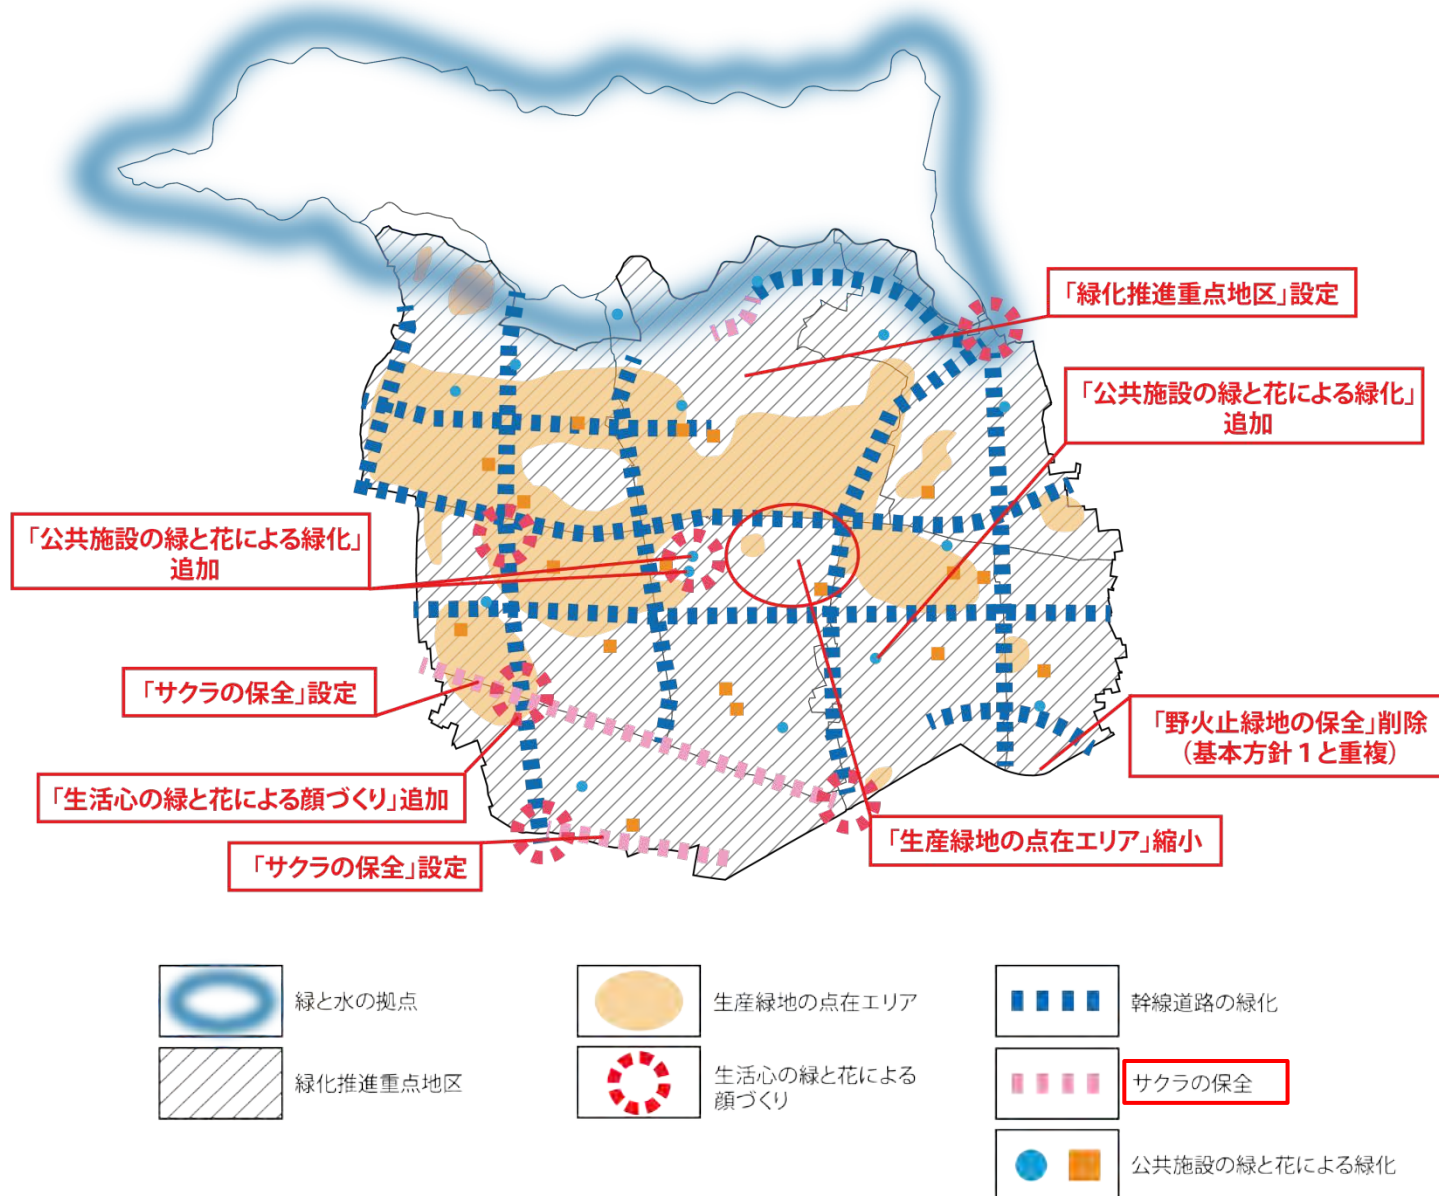 「緑化推進重点地区」設定
「公共施設の緑と花による緑化」
追加
「公共施設の緑と花による緑化」
追加
「サクラの保全」設定
「野火止緑地の保全」削除
（基本方針１と重複）
「生活心の緑と花による顔づくり」追加
「生産緑地の点在エリア」縮小
「サクラの保全」設定
緑と水の拠点
生産緑地の点在エリア
幹線道路の緑化
緑化推進重点地区
生活心の緑と花による
顔づくり
サクラの保全
公共施設の緑と花による緑化